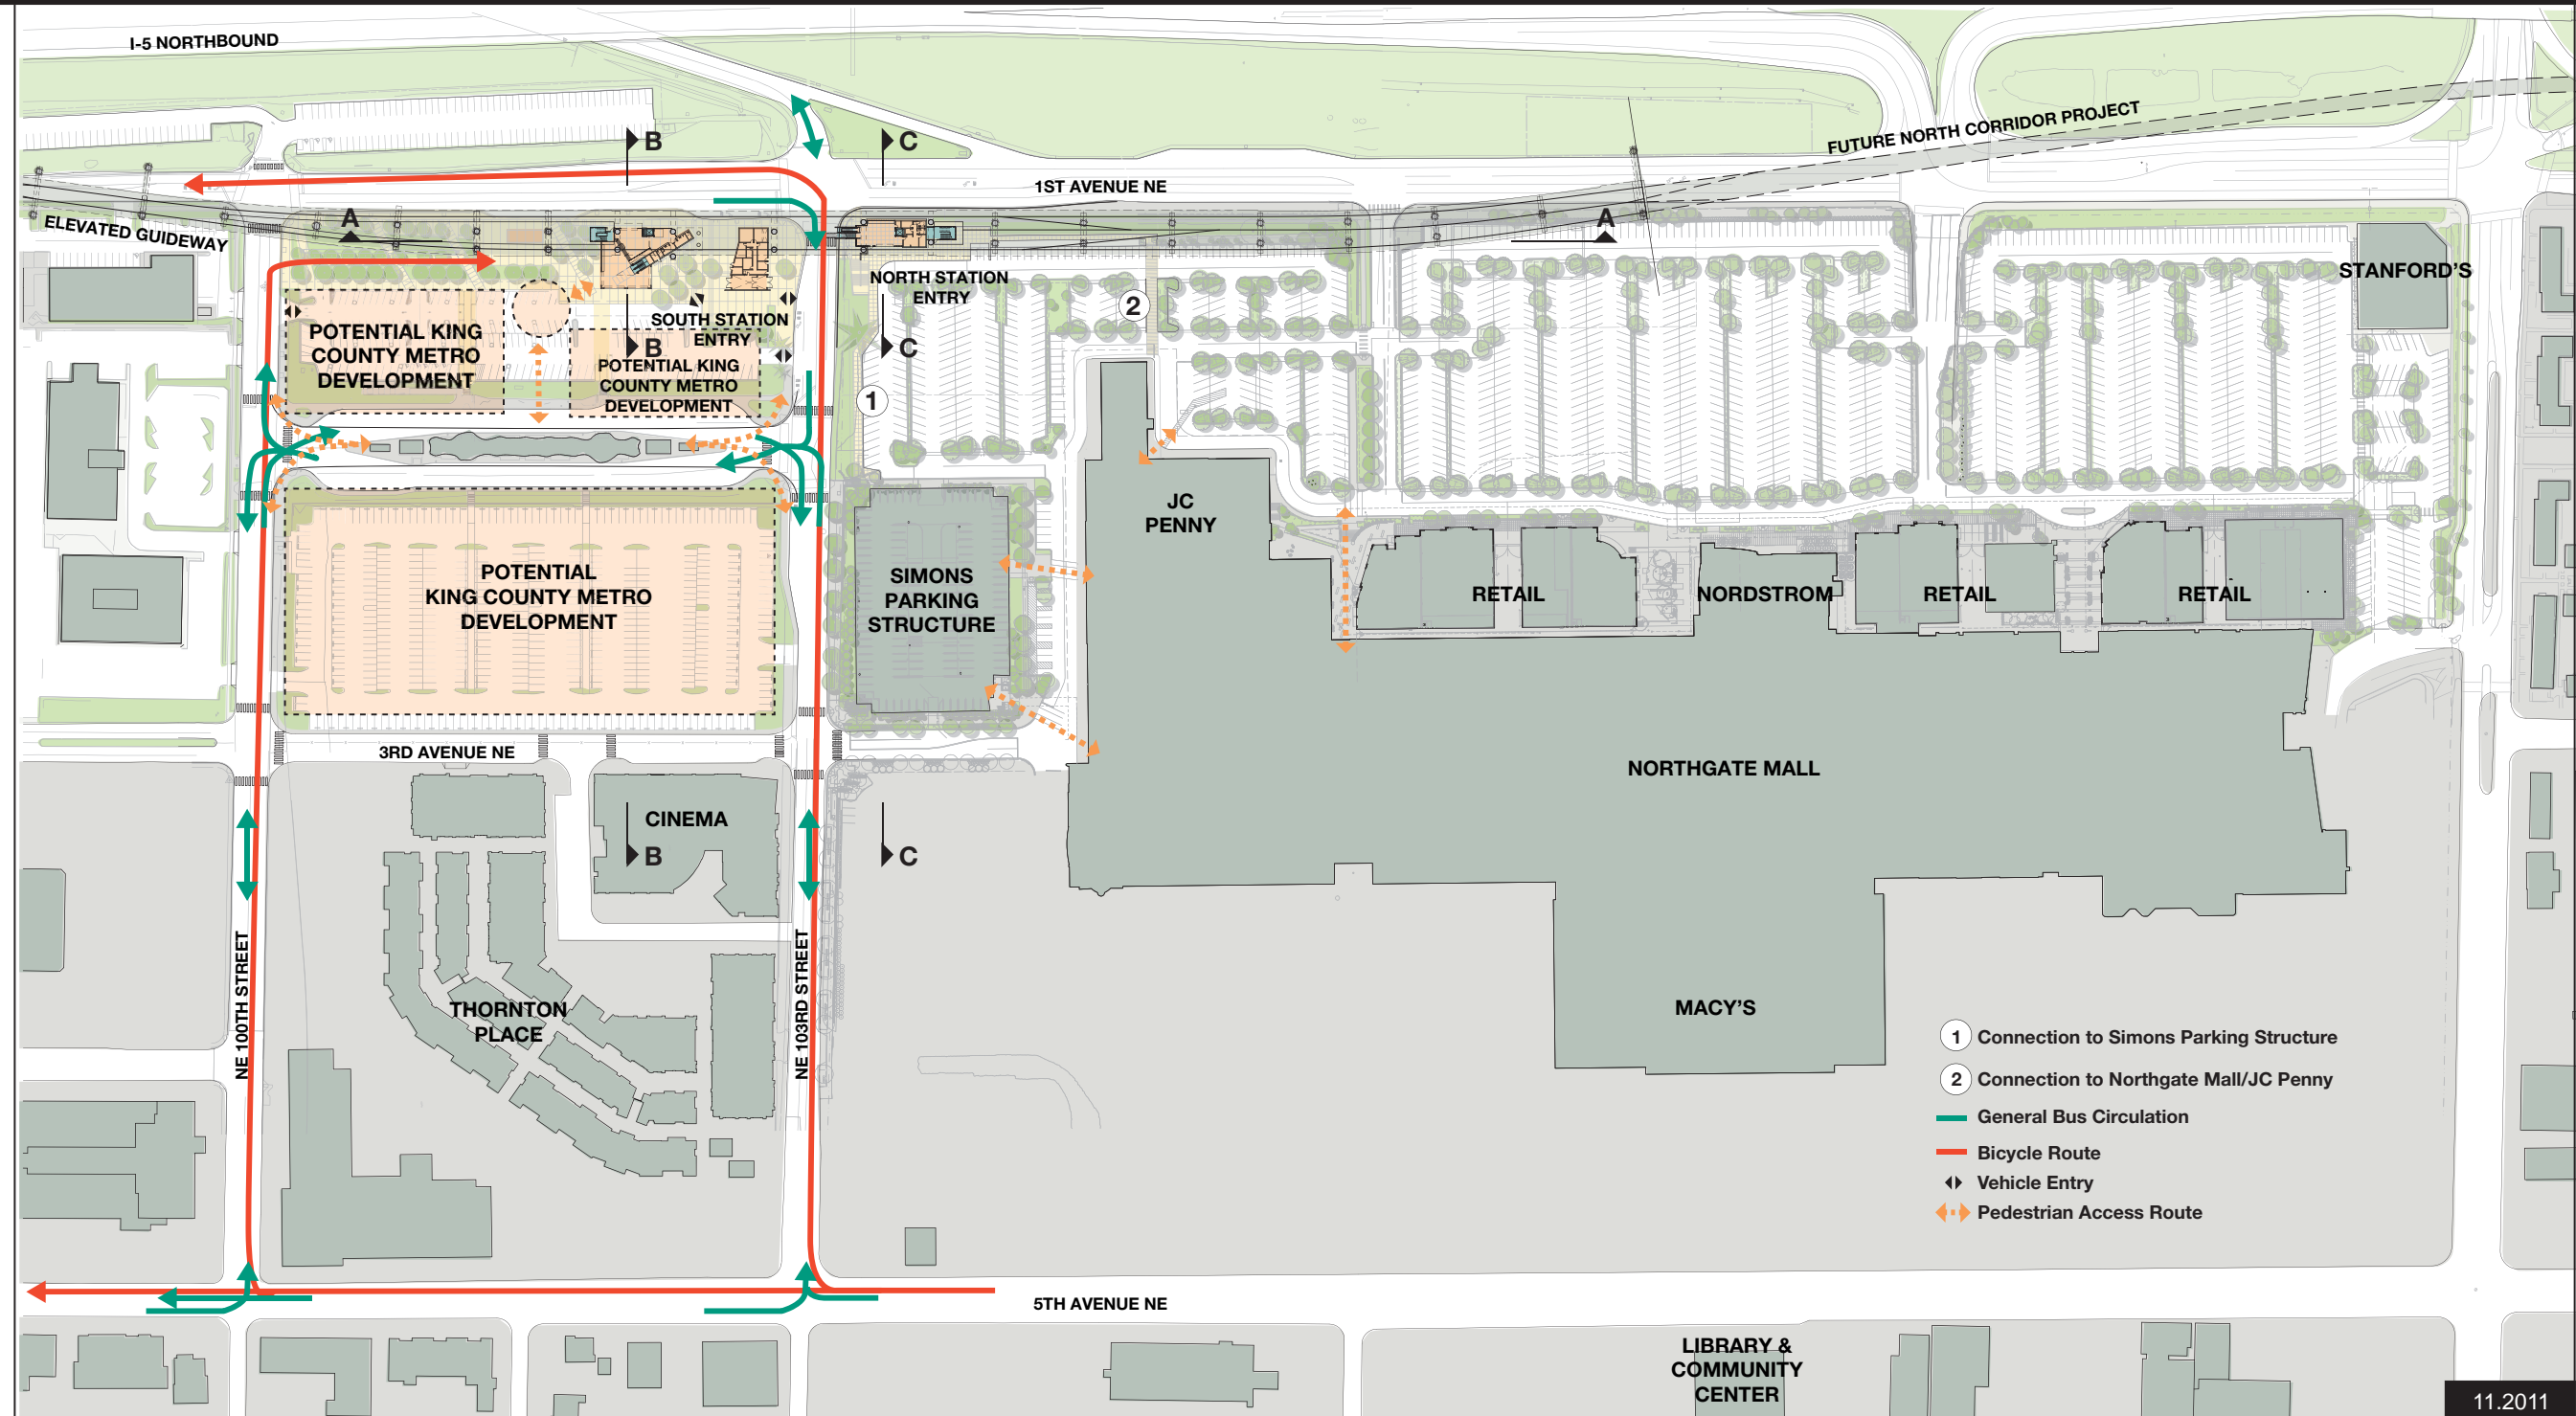 I-5 NORTHBOUND
B
C
FUTURE NORTH CORRIDOR PROJECT
1ST AVENUE NE
ELEVATED GUIDEWAY
A
A
NORTH STATION
ENTRY
2
STANFORD'S
SOUTH STATION
ENTRY
POTENTIAL KING
COUNTY METRO
DEVELOPMENT
B
C
POTENTIAL KING
COUNTY METRO
DEVELOPMENT
1
JC
PENNY
POTENTIAL
KING COUNTY METRO
DEVELOPMENT
SIMONS
PARKING
STRUCTURE
RETAIL
NORDSTROM
RETAIL
RETAIL
3RD AVENUE NE
NORTHGATE MALL
CINEMA
B
C
NE 100TH STREET
NE 103RD STREET
THORNTON
PLACE
MACY'S
1 Connection to Simons Parking Structure
2 Connection to Northgate Mall/JC Penny
General Bus Circulation
Bicycle Route
Vehicle Entry
Pedestrian Access Route
5TH AVENUE NE
LIBRARY &
COMMUNITY
CENTER
11.2011